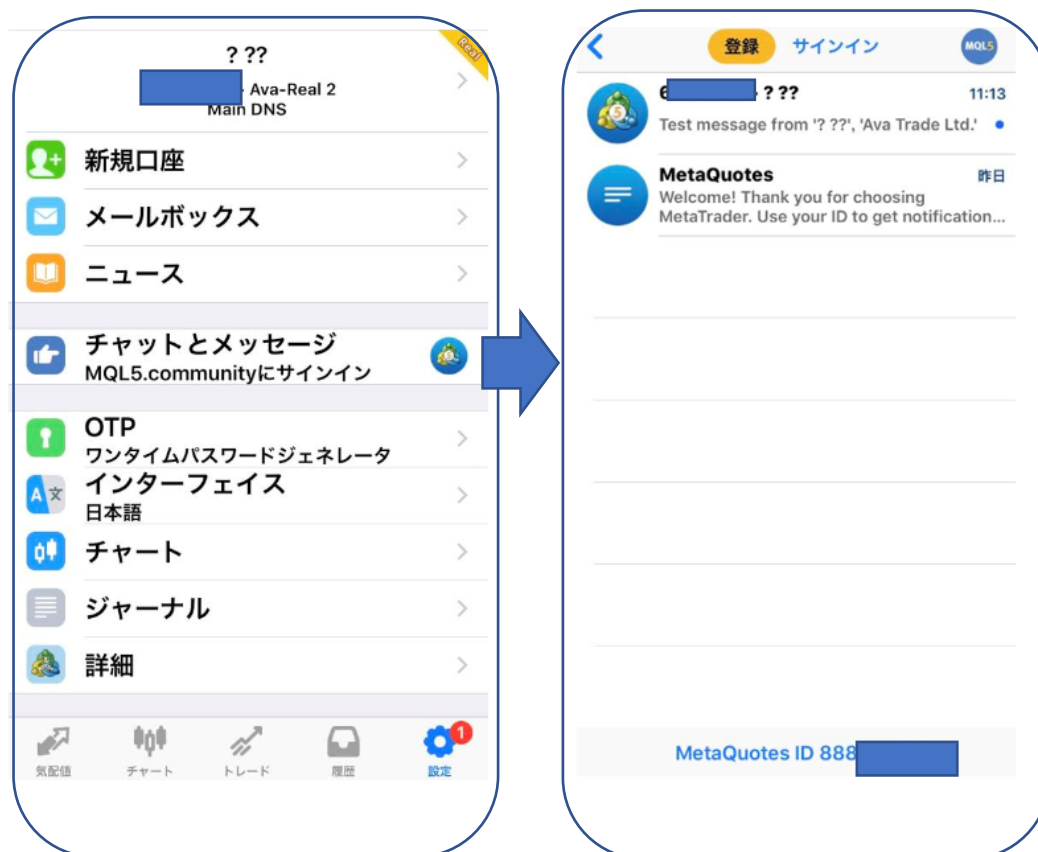 ? ??
Real
- Ava-Real 2
Main DNS
新規口座
メールボックス
ニュース
チャットとメッセージ
MQL5.communityにサインイン
OTP
ワンタイムパスワードジェネレータ
A 文
インターフェイス
日本語
チャート
ジャーナル
詳細
気配値
チャート
トレード
履歴
設定
1
登録
サインイン
MQL5
6 - ? ??
11:13
Test message from '? ??', 'Ava Trade Ltd.'
MetaQuotes
昨日
Welcome! Thank you for choosing
MetaTrader. Use your ID to get notification...
MetaQuotes ID 888